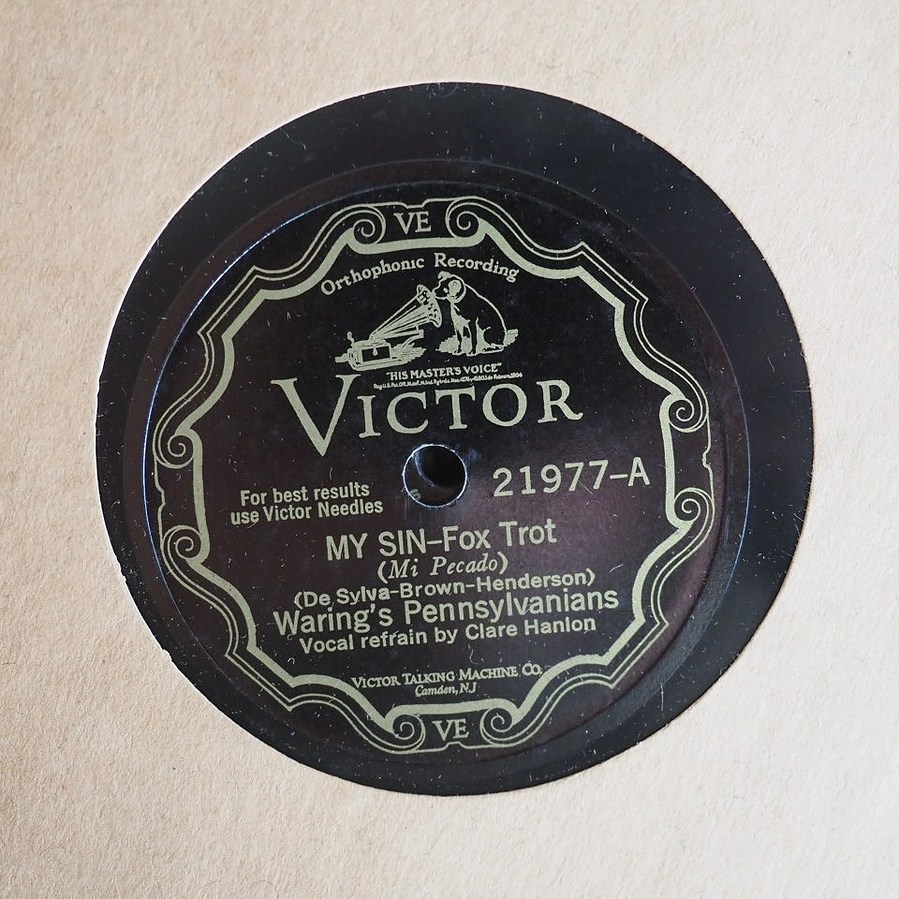 VE
Orthophonic Recording
"HIS MASTER'S VOICE"
VICTOR
21977-A
For best results
use Victor Needles
MY SIN-Fox Trot
(Mi Pecado)
(De Sylva-Brown-Henderson)
Waring's Pennsylvanians
Vocal refrain by Clare Hanlon
VICTOR TALKING MACHINE CO.
Camden, NJ
VE